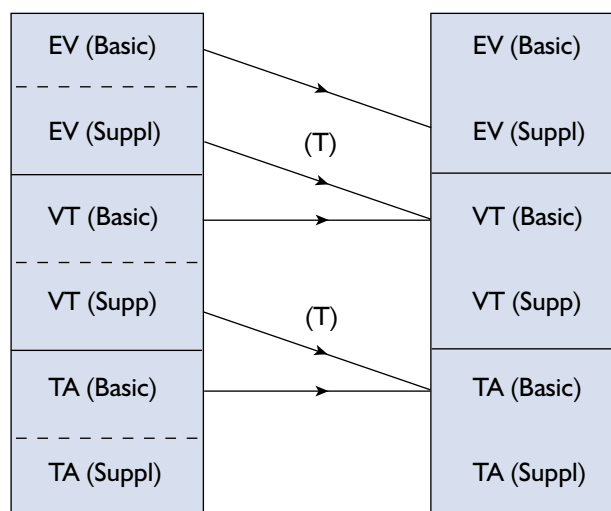 EV (Basic)
EV (Suppl)
VT (Basic)
VT (Supp)
TA (Basic)
TA (Suppl)
(T)
(T)
EV (Basic)
EV (Suppl)
VT (Basic)
VT (Supp)
TA (Basic)
TA (Suppl)